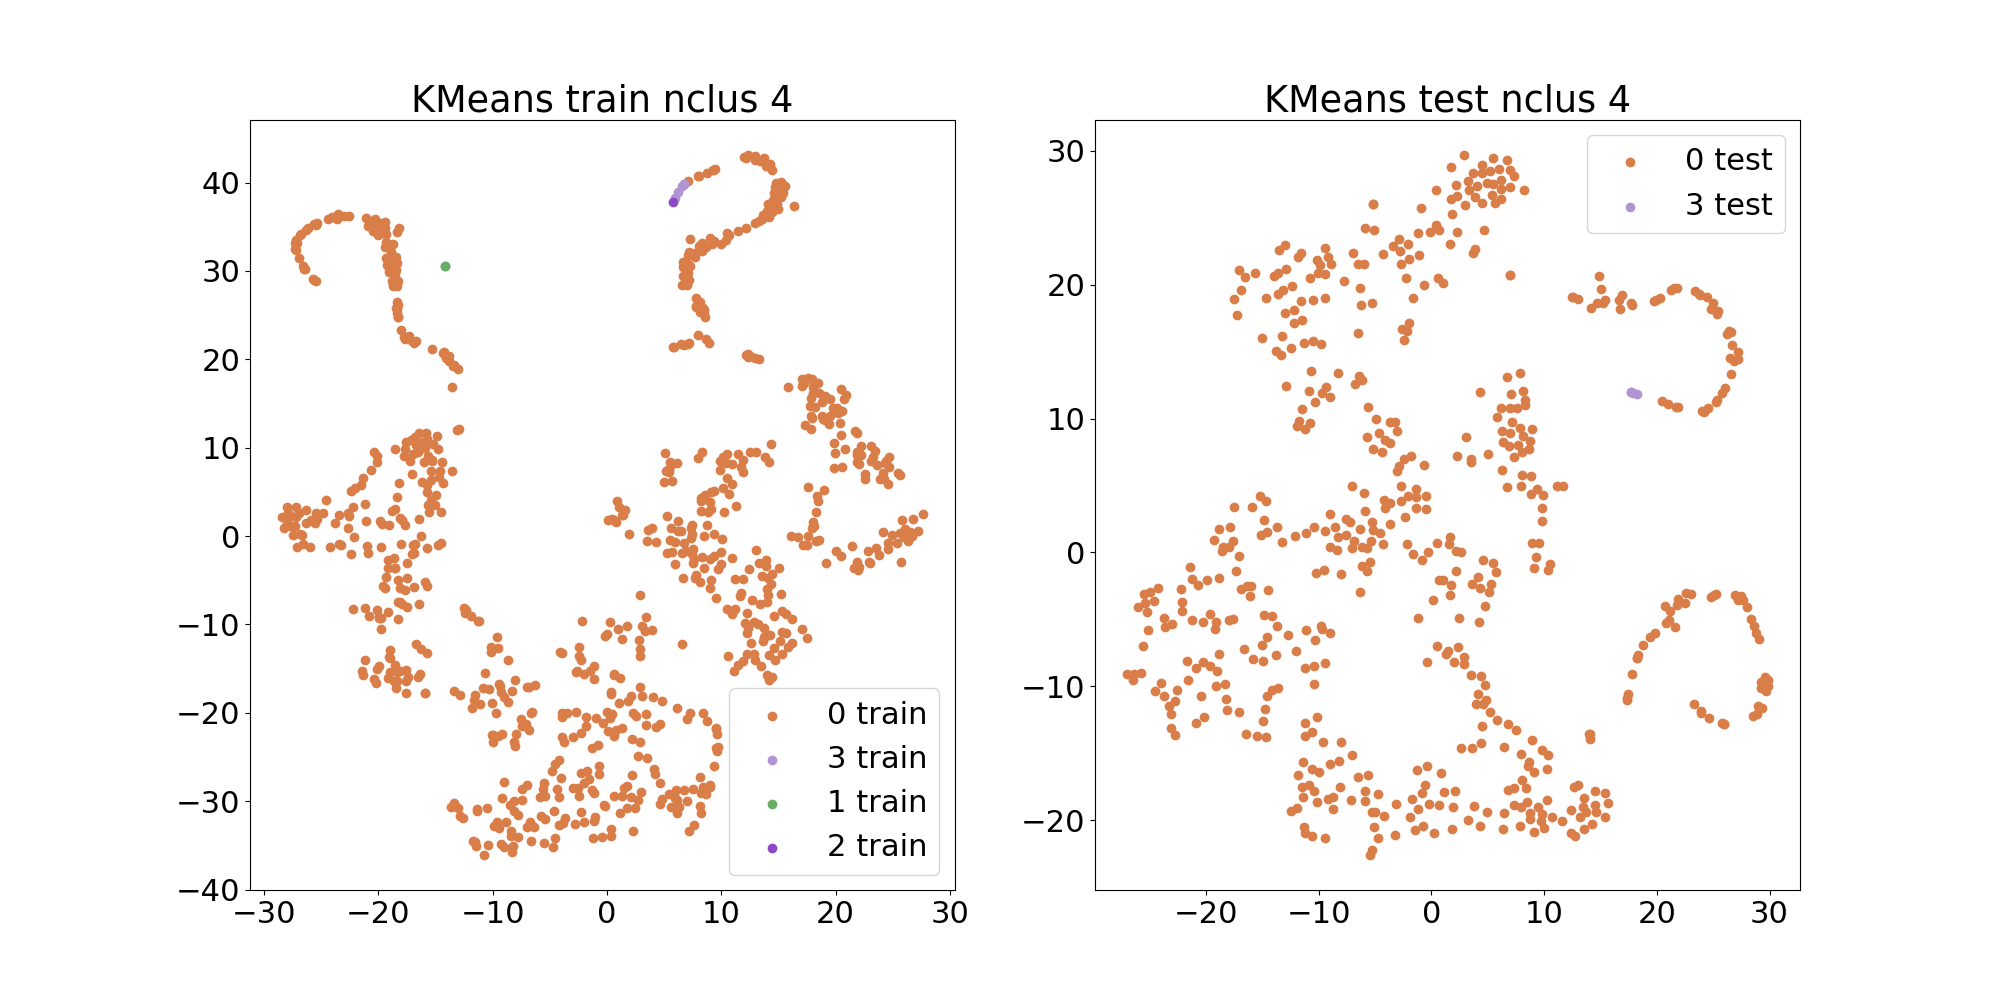 KMeans train nclus 4
40
30
20
10
0
−10
−20
−30
−40
−30 −20 −10 0 10 20 30
0 train
3 train
1 train
2 train
KMeans test nclus 4
30
20
10
0
−10
−20
−20 −10 0 10 20 30
0 test
3 test